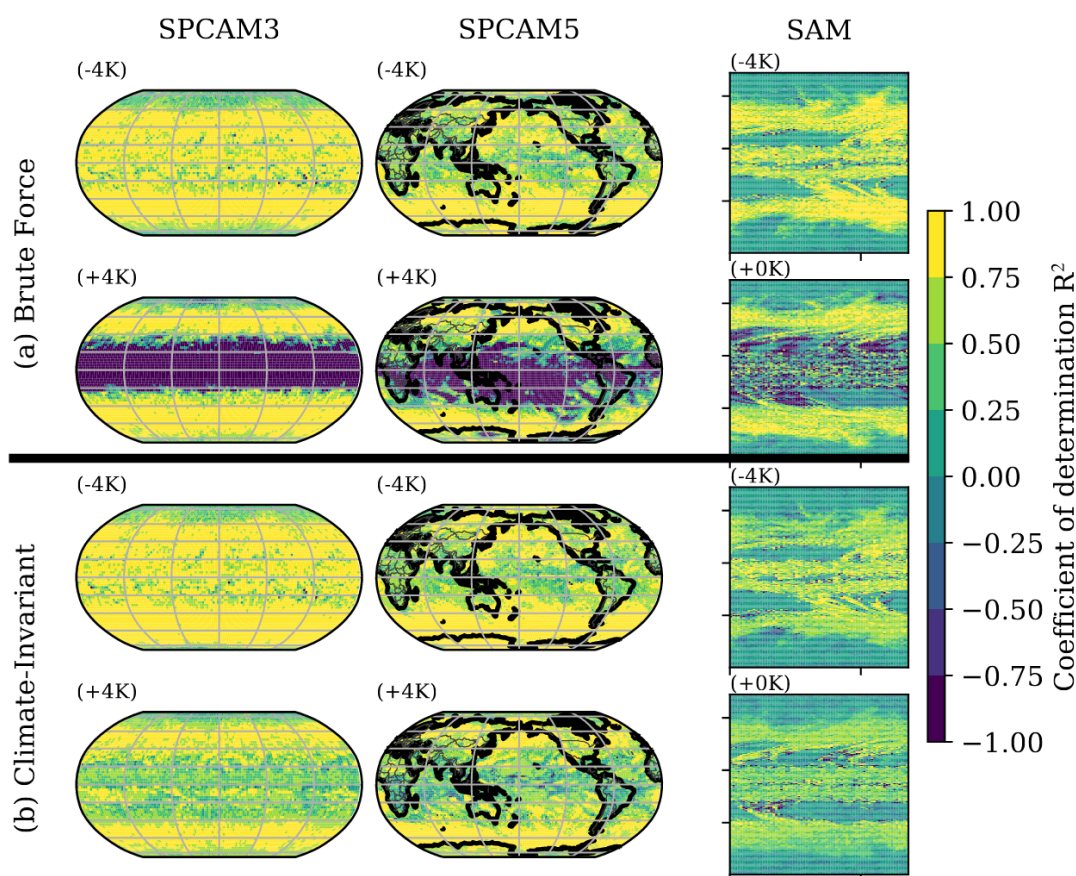 SPCAM3 SPCAM5 SAM
(-4K) (-4K) (-4K)
(a) Brute Force
(+4K) (+4K) (+0K)
(-4K) (-4K) (-4K)
(b) Climate-Invariant
(+4K) (+4K) (+0K)
1.00
0.75
0.50
0.25
0.00
−0.25
−0.50
−0.75
−1.00
Coefficient of determination R²